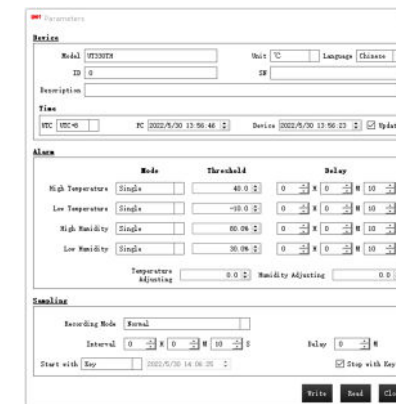 Parameters
Device
Model UT330TH Unit ℃ Language Chinese
ID 0 SN
Description
Time
UTC UTC+8 PC 2022/5/30 13:56:46 Device 2022/5/30 13:56:23 Updat
Alarm
Mode Threshold Delay
High Temperature Single 40.0 0 H 0 M 10
Low Temperature Single -10.0 0 H 0 M 10
High Humidity Single 80.0% 0 H 0 M 10
Low Humidity Single 30.0% 0 H 0 M 10
Temperature Adjusting 0.0 Humidity Adjusting 0.0
Sampling
Recording Mode Normal
Interval 0 H 0 M 10 S Delay 0 M
Start with Key 2022/5/30 14:06:25 Stop with Key
Write Read Clo